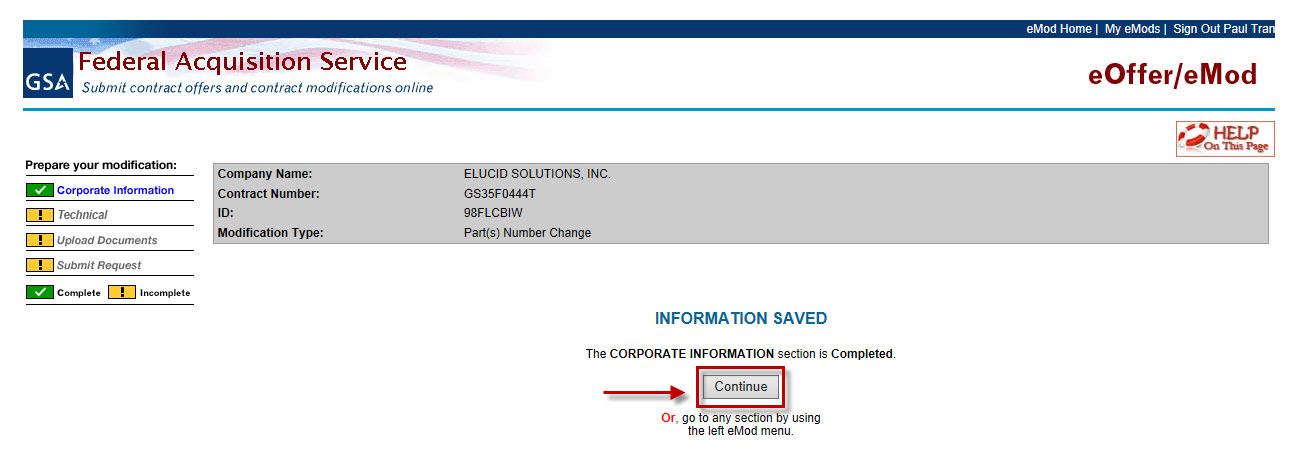 eMod Home | My eMods | Sign Out Paul Tran
GSA
Federal Acquisition Service
Submit contract offers and contract modifications online
eOffer/eMod
HELP
On This Page
Prepare your modification:
Corporate Information
Technical
Upload Documents
Submit Request
Complete ! Incomplete
Company Name: ELUCID SOLUTIONS, INC.
Contract Number: GS35F0444T
ID: 98FLCBIW
Modification Type: Part(s) Number Change
INFORMATION SAVED
The CORPORATE INFORMATION section is Completed.
Continue
Or, go to any section by using
the left eMod menu.